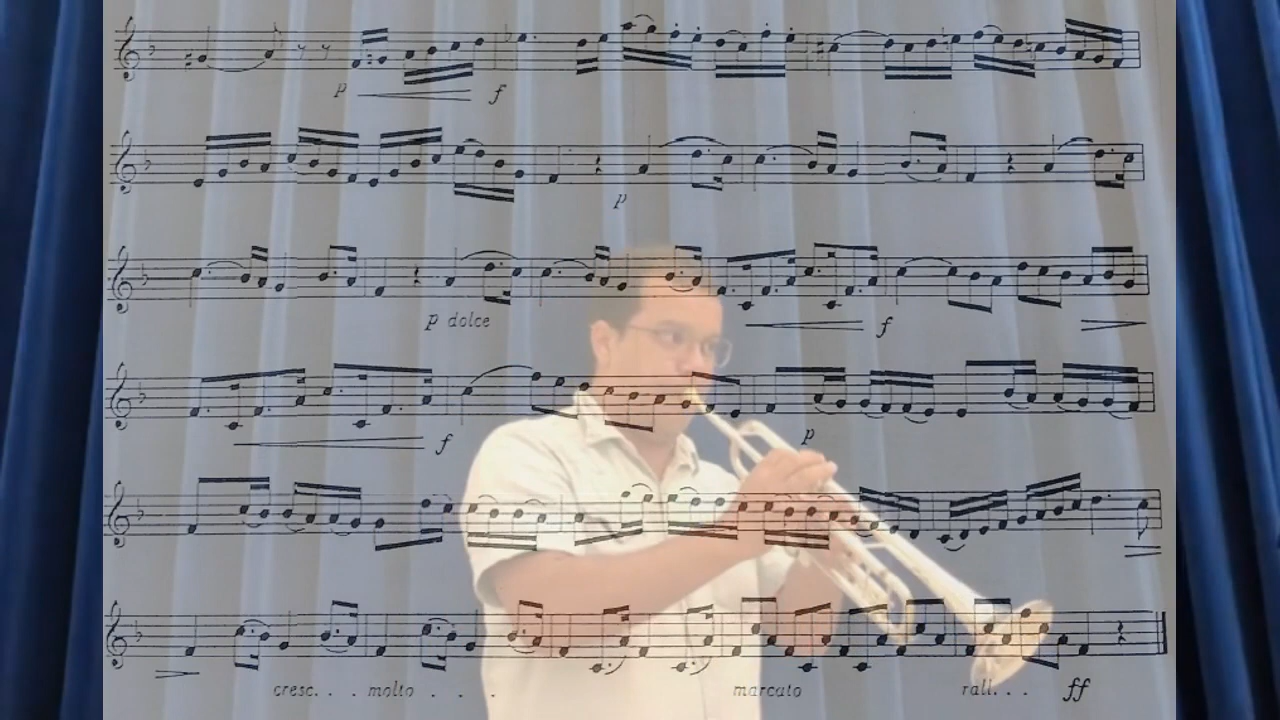 p f
p
p dolce f
f p
cresc. . . molto . . . marcato rall. . . ff